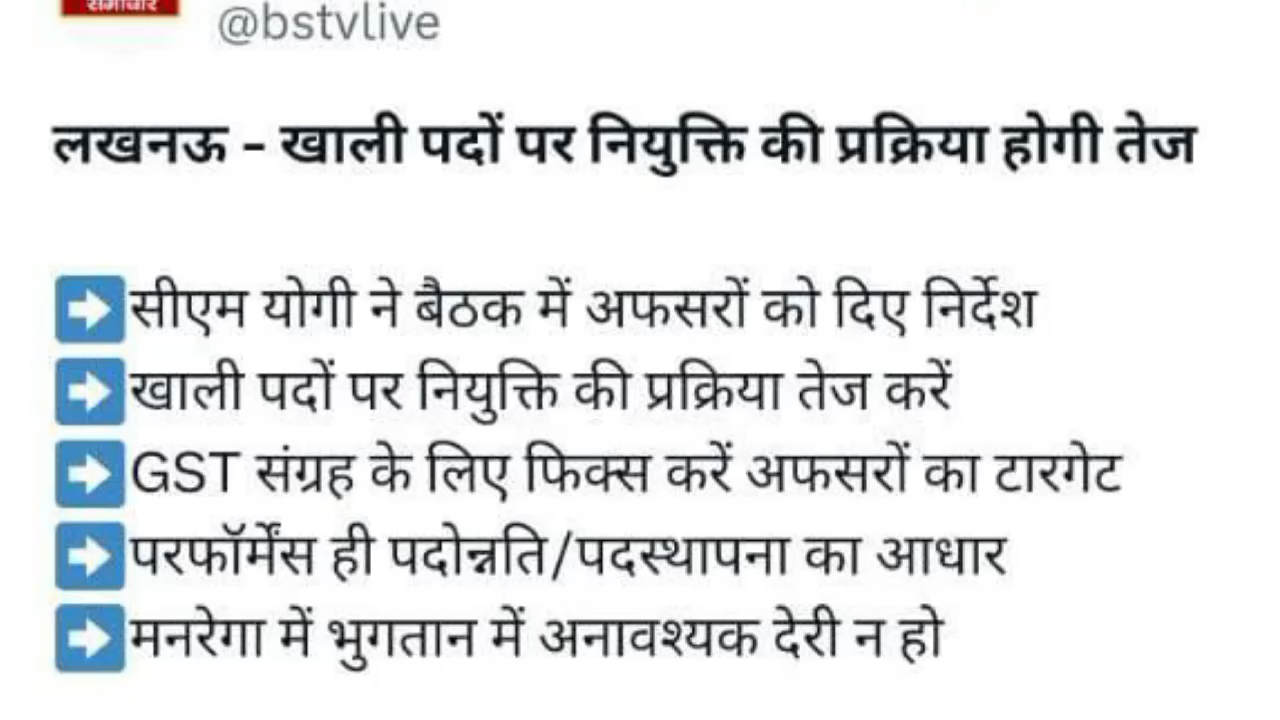 समाचार
@bstvlive
लखनऊ - खाली पदों पर नियुक्ति की प्रक्रिया होगी तेज
➡सीएम योगी ने बैठक में अफसरों को दिए निर्देश
➡खाली पदों पर नियुक्ति की प्रक्रिया तेज करें
➡GST संग्रह के लिए फिक्स करें अफसरों का टारगेट
➡परफॉर्मेंस ही पदोन्नति/पदस्थापना का आधार
➡मनरेगा में भुगतान में अनावश्यक देरी न हो